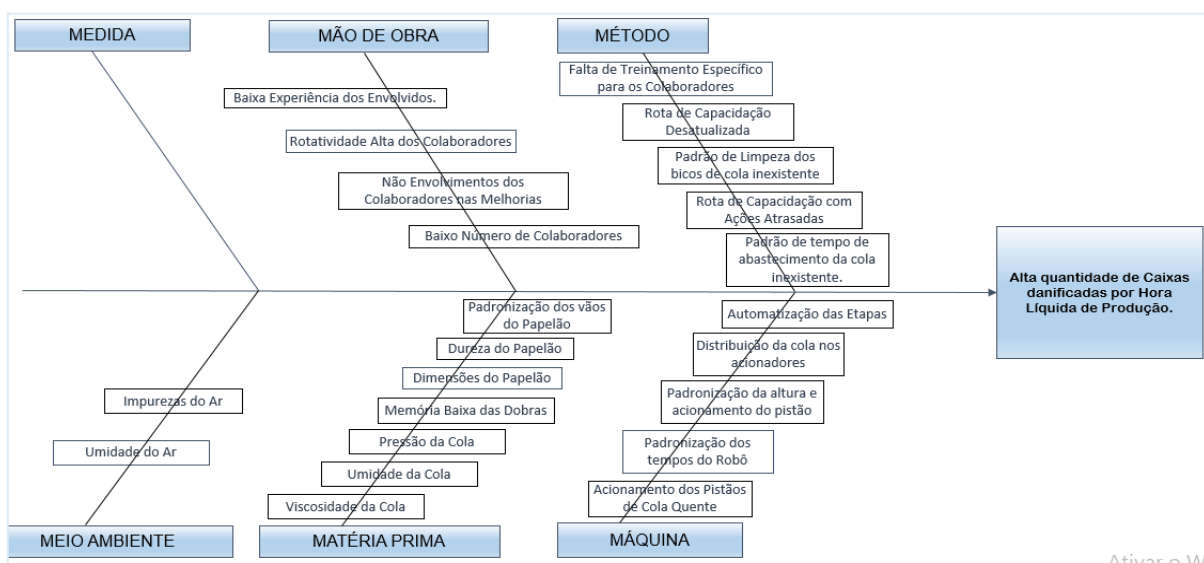 MEDIDA
MÃO DE OBRA
MÉTODO
Baixa Experiência dos Envolvidos.
Rotatividade Alta dos Colaboradores
Não Envolvimentos dos
Colaboradores nas Melhorias
Baixo Número de Colaboradores
Falta de Treinamento Específico
para os Colaboradores
Rota de Capacidação
Desatualizada
Padrão de Limpeza dos
bicos de cola inexistente
Rota de Capacidação com
Ações Atrasadas
Padrão de tempo de
abastecimento da cola
inexistente.
Alta quantidade de Caixas
danificadas por Hora
Líquida de Produção.
Impurezas do Ar
Umidade do Ar
Padronização dos vãos
do Papelão
Dureza do Papelão
Dimensões do Papelão
Memória Baixa das Dobras
Pressão da Cola
Umidade da Cola
Viscosidade da Cola
Automatização das Etapas
Distribuição da cola nos
acionadores
Padronização da altura e
acionamento do pistão
Padronização dos
tempos do Robô
Acionamento dos Pistãos
de Cola Quente
MEIO AMBIENTE
MATÉRIA PRIMA
MÁQUINA
Ativar o W